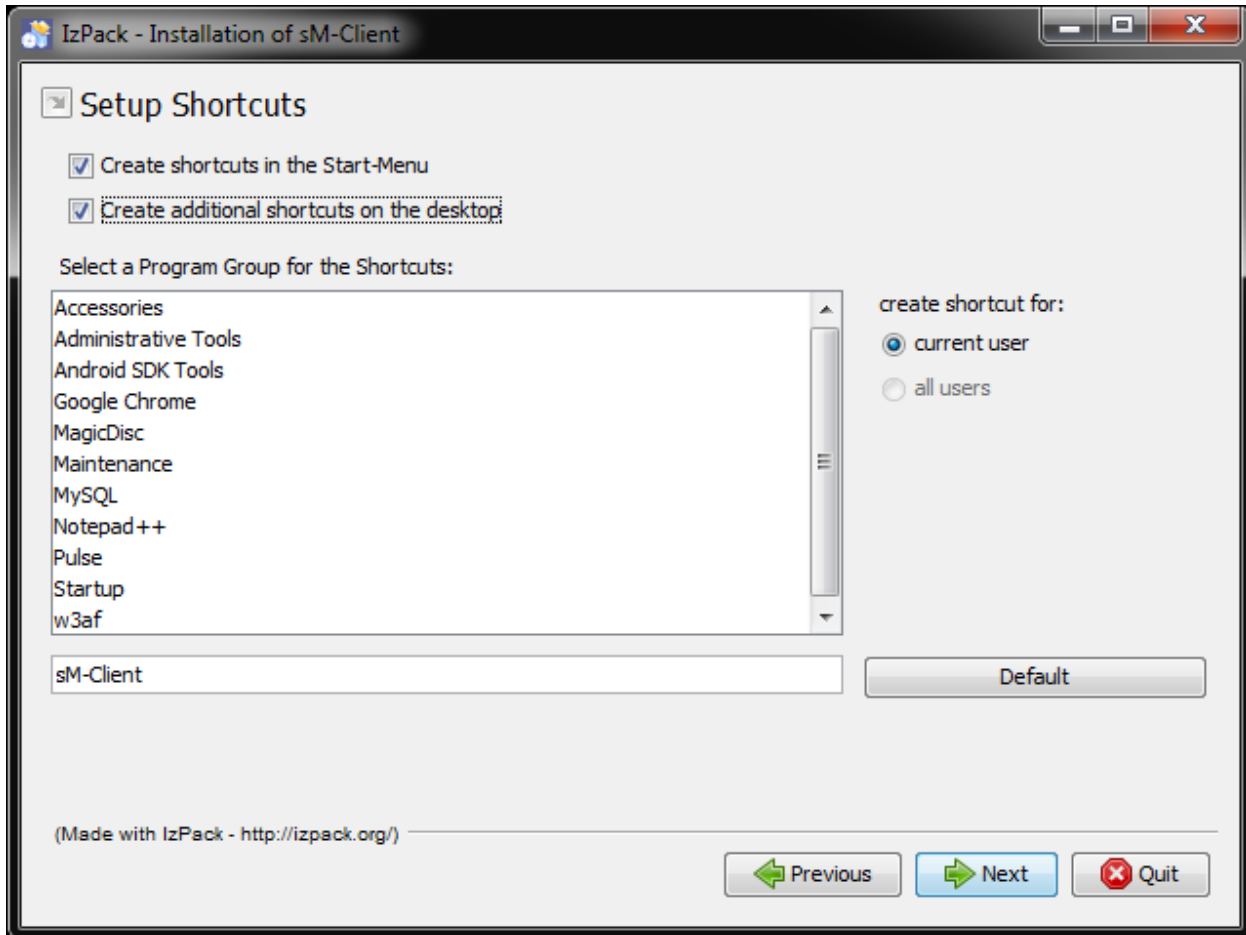 IzPack - Installation of sM-Client
Setup Shortcuts
Create shortcuts in the Start-Menu
Create additional shortcuts on the desktop
Select a Program Group for the Shortcuts:
Accessories
Administrative Tools
Android SDK Tools
Google Chrome
MagicDisc
Maintenance
MySQL
Notepad++
Pulse
Startup
w3af
create shortcut for:
current user
all users
sM-Client
Default
(Made with IzPack - http://izpack.org/)
Previous
Next
Quit